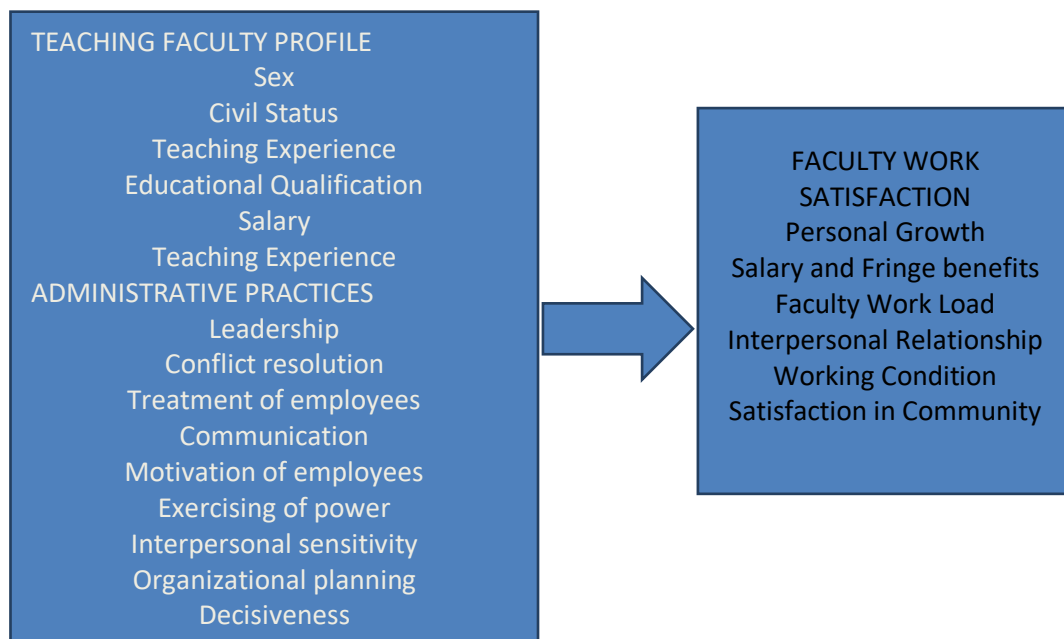 TEACHING FACULTY PROFILE
Sex
Civil Status
Teaching Experience
Educational Qualification
Salary
Teaching Experience
ADMINISTRATIVE PRACTICES
Leadership
Conflict resolution
Treatment of employees
Communication
Motivation of employees
Exercising of power
Interpersonal sensitivity
Organizational planning
Decisiveness
FACULTY WORK
SATISFACTION
Personal Growth
Salary and Fringe benefits
Faculty Work Load
Interpersonal Relationship
Working Condition
Satisfaction in Community